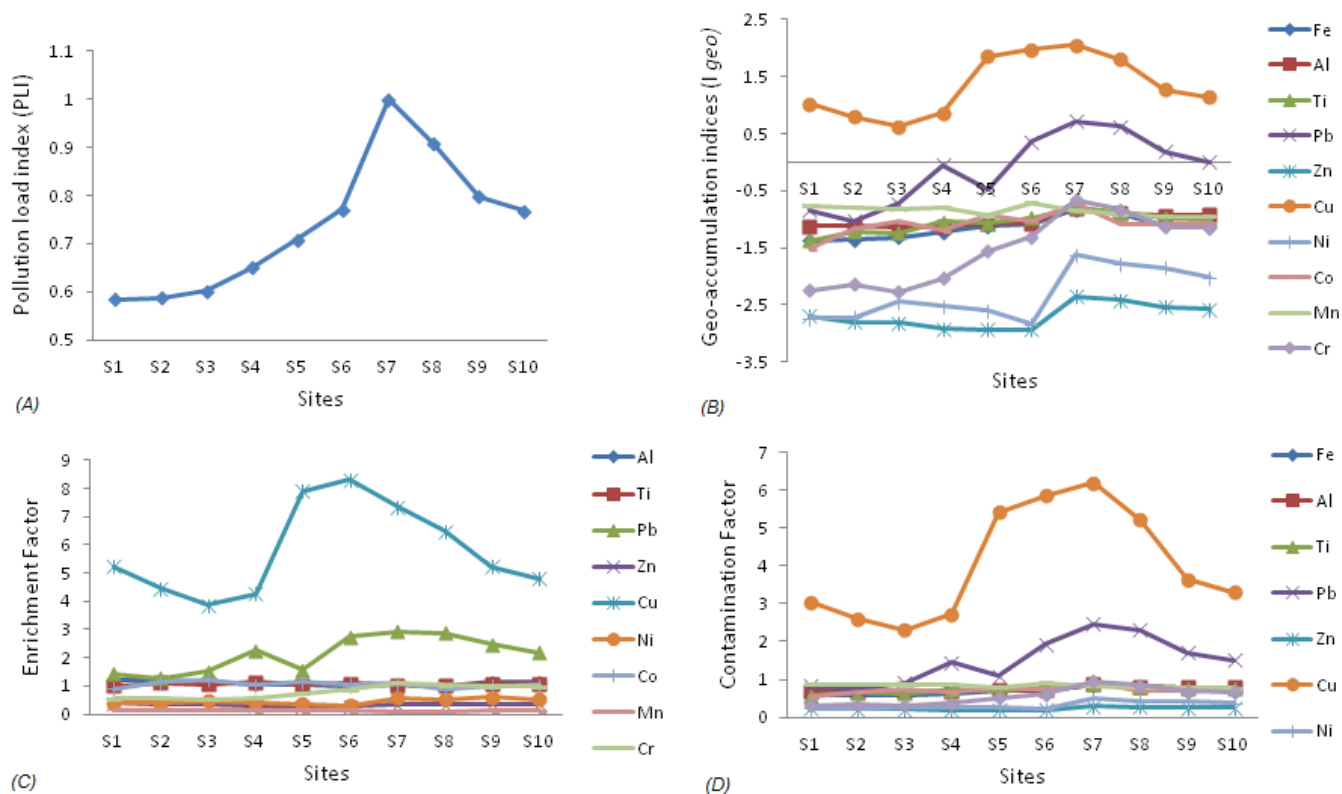 (A)
Pollution load index (PLI)
1.1
1
0.9
0.8
0.7
0.6
0.5
S1 S2 S3 S4 S5 S6 S7 S8 S9 S10
Sites
(B)
Geo-accumulation indices (I geo)
2.5
1.5
0.5
-0.5
-1.5
-2.5
-3.5
S1 S2 S3 S4 S5 S6 S7 S8 S9 S10
Sites
Fe
Al
Ti
Pb
Zn
Cu
Ni
Co
Mn
Cr
(C)
Enrichment Factor
9
8
7
6
5
4
3
2
1
0
S1 S2 S3 S4 S5 S6 S7 S8 S9 S10
Sites
Al
Ti
Pb
Zn
Cu
Ni
Co
Mn
Cr
(D)
Contamination Factor
7
6
5
4
3
2
1
0
S1 S2 S3 S4 S5 S6 S7 S8 S9 S10
Sites
Fe
Al
Ti
Pb
Zn
Cu
Ni